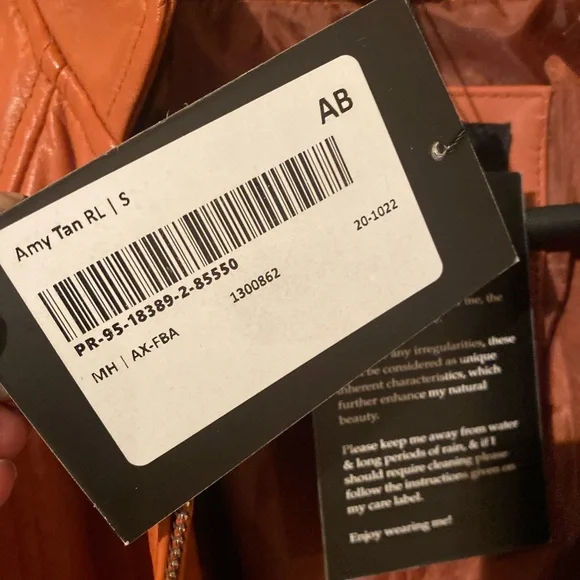 AB
Amy Tan RL | S
PR-95-18389-2-85550
MH | AX-FBA
1300862
20-1022
the
any irregularities, these
be considered as unique
inherent characteristics, which
further enhance my natural
beauty.
Please keep me away from water
& long periods of rain, & if I
should require cleaning please
follow the instructions given on
my care label.
Enjoy wearing me!